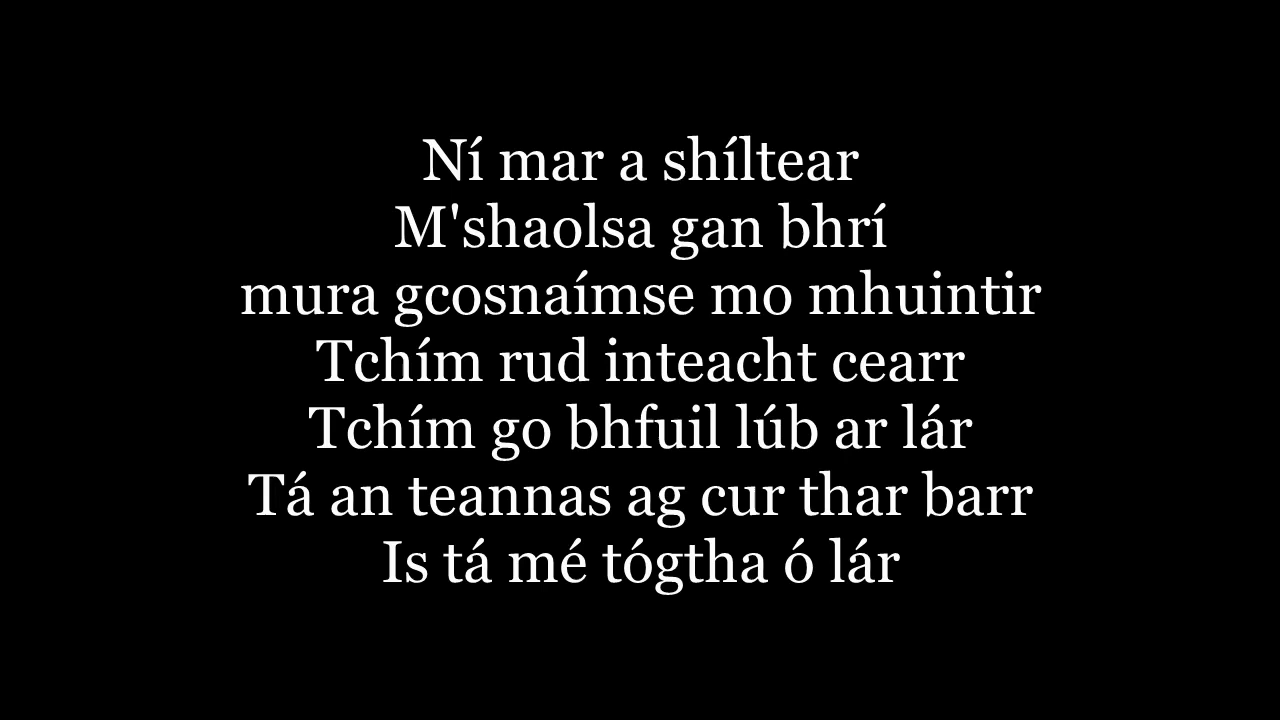 Ní mar a shíltear
M'shaolsa gan bhrí
mura gcosnaímse mo mhuintir
Tchím rud inteacht cearr
Tchím go bhfuil lúb ar lár
Tá an teannas ag cur thar barr
Is tá mé tógtha ó lár